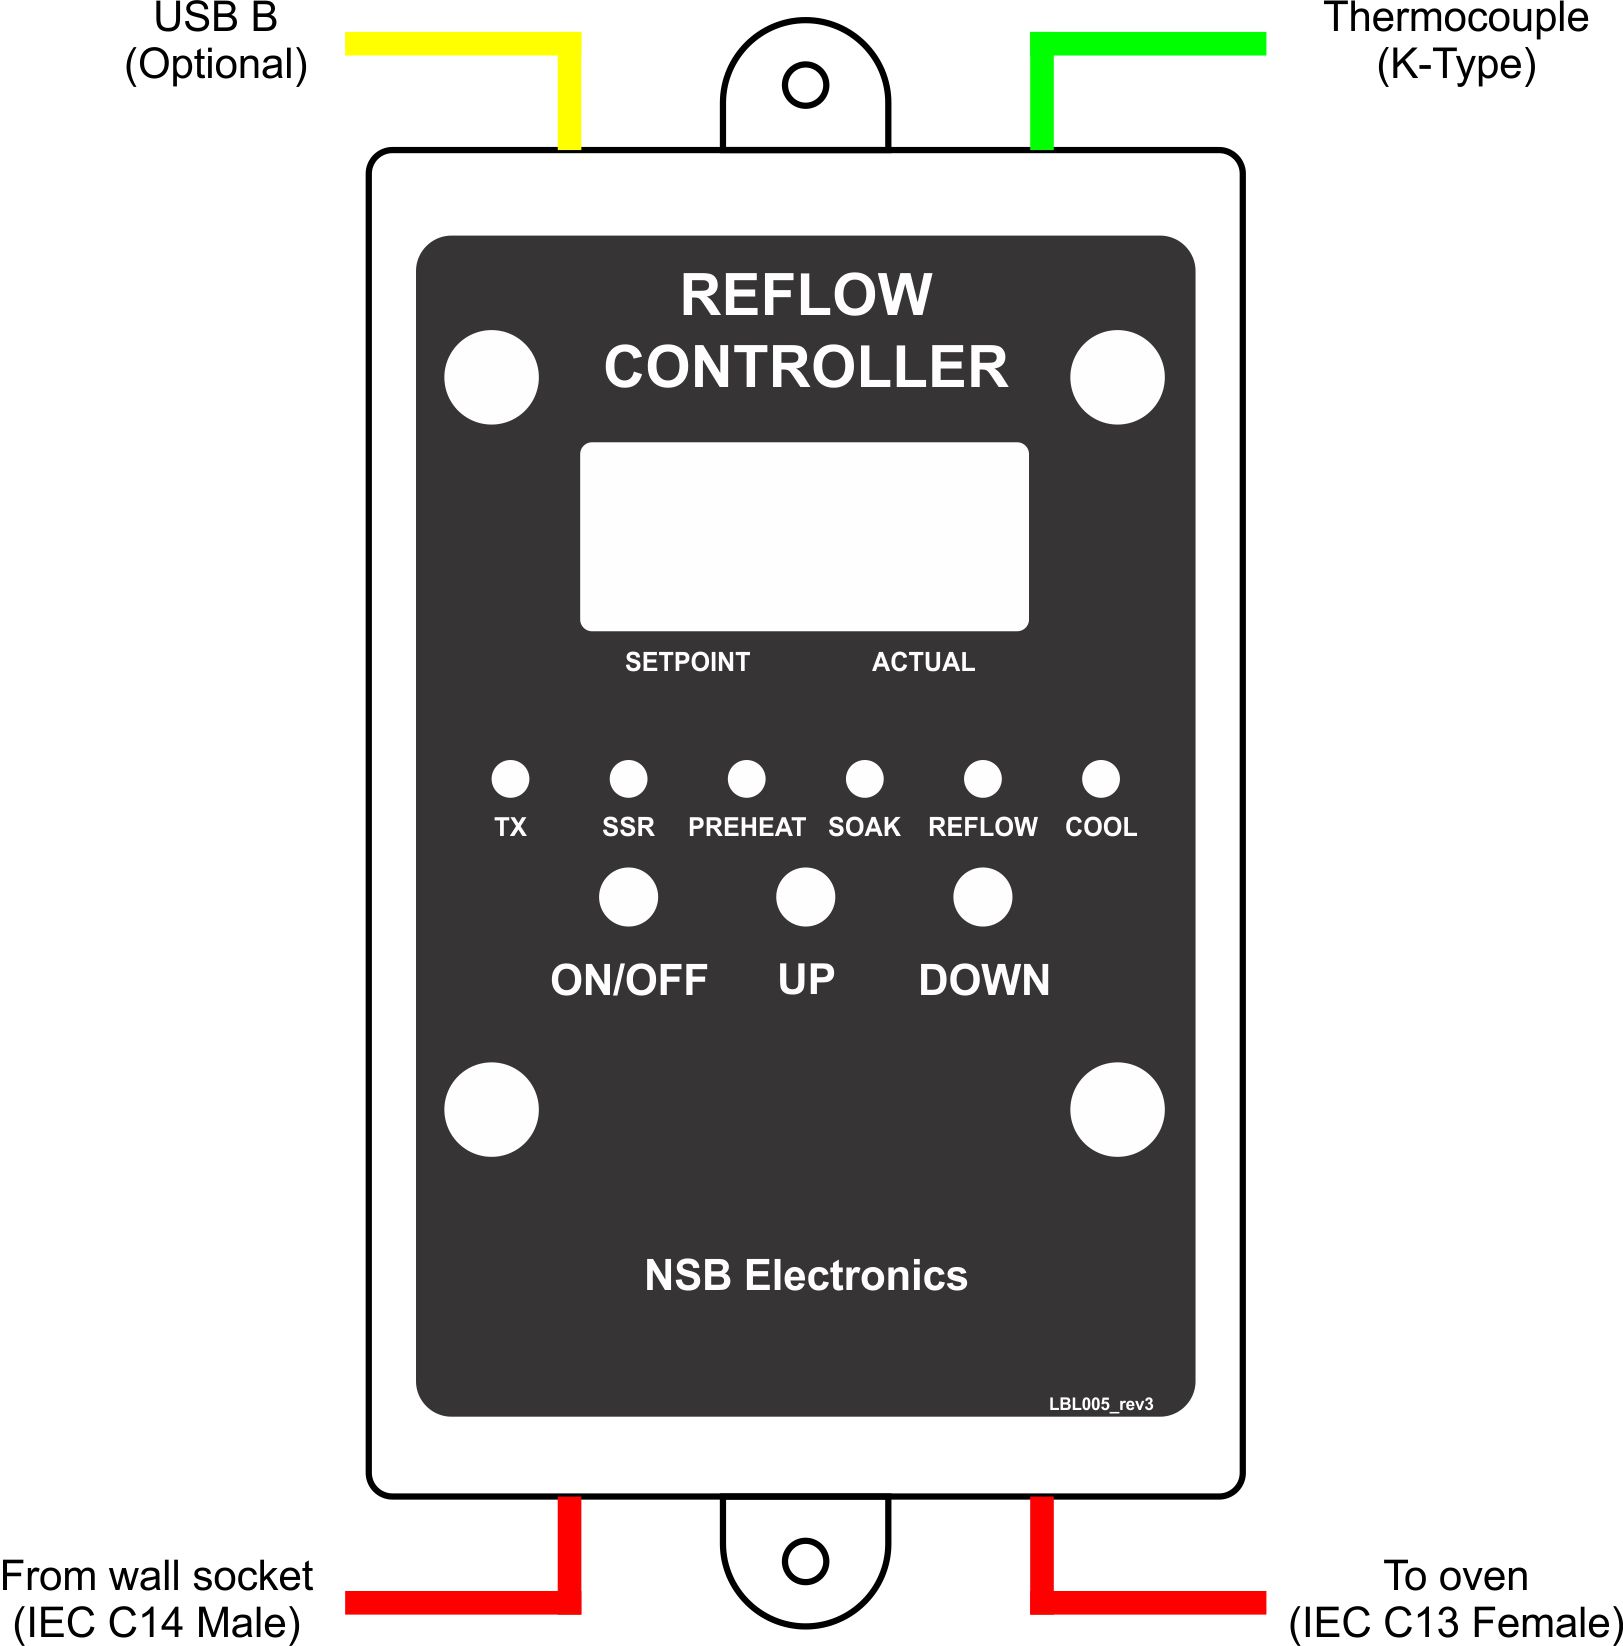 USB B
(Optional)
Thermocouple
(K-Type)
REFLOW
CONTROLLER
SETPOINT ACTUAL
TX SSR PREHEAT SOAK REFLOW COOL
ON/OFF UP DOWN
NSB Electronics
LBL005_rev3
From wall socket
(IEC C14 Male)
To oven
(IEC C13 Female)